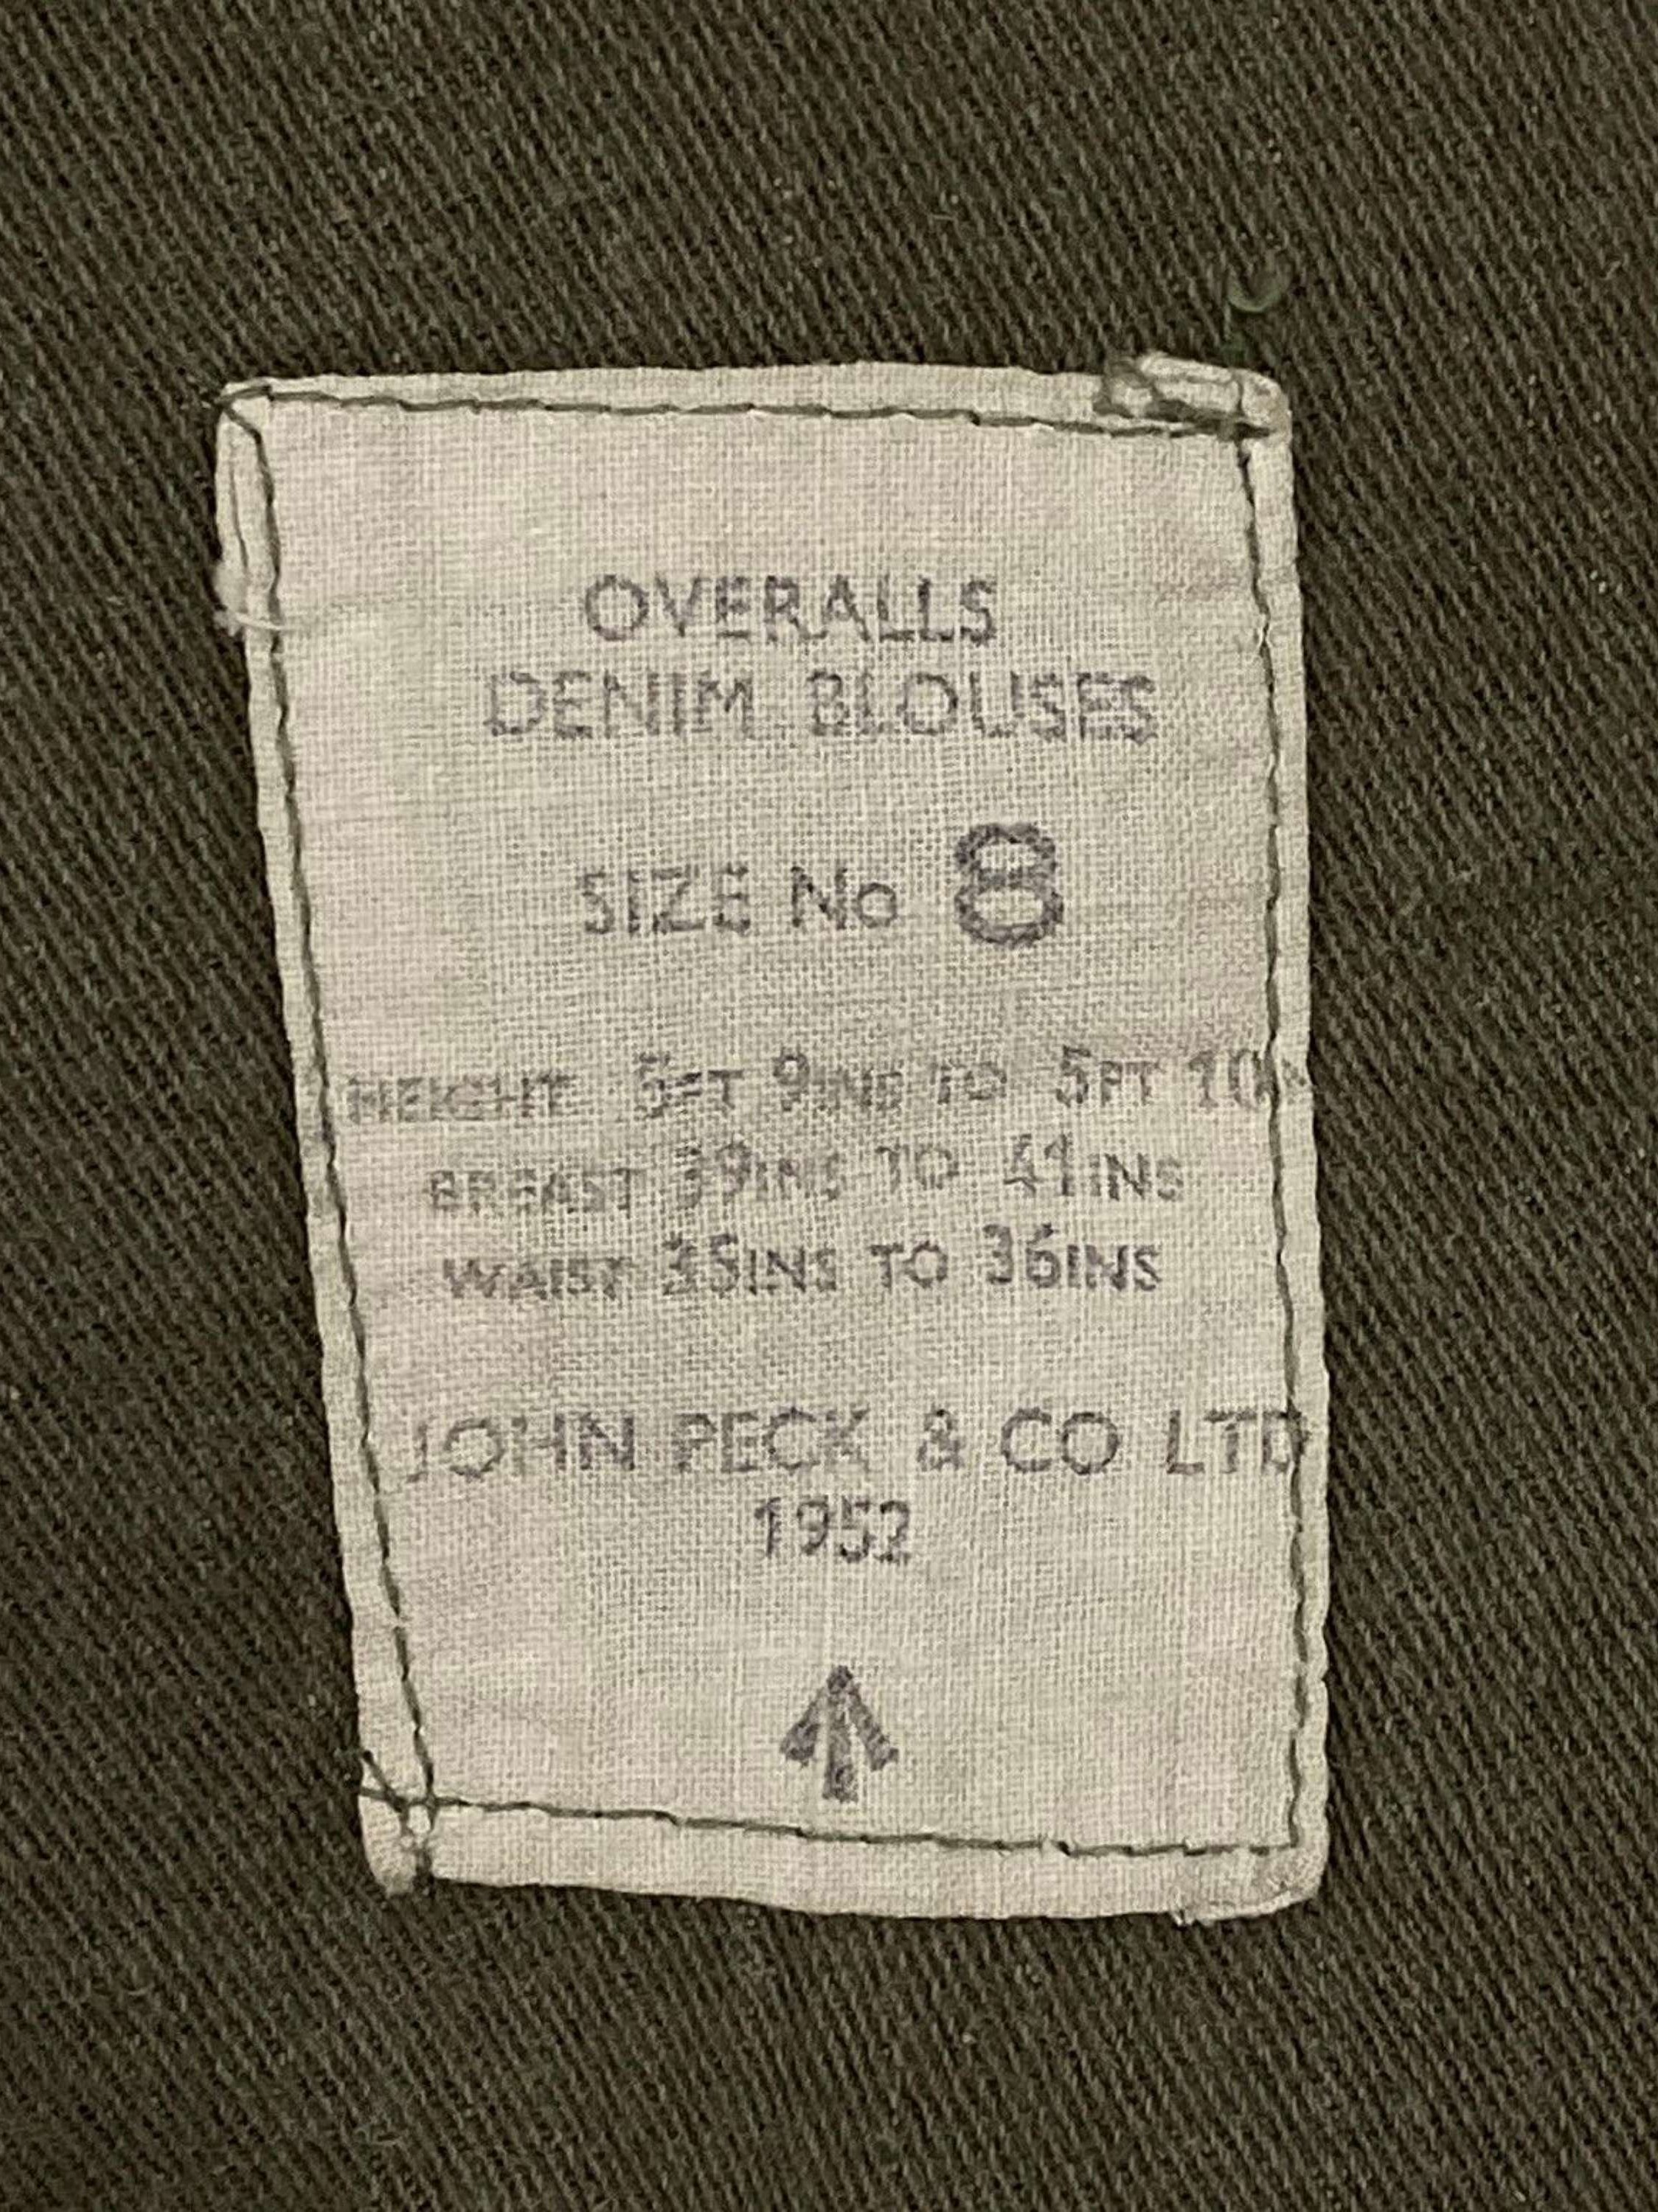 OVERALLS
DENIM BLOUSES
SIZE No 8
HEIGHT 5FT 9INS TO 5FT 10
BREAST 39INS TO 41INS
WAIST 35INS TO 36INS
JOHN PECK & CO LTD
1952